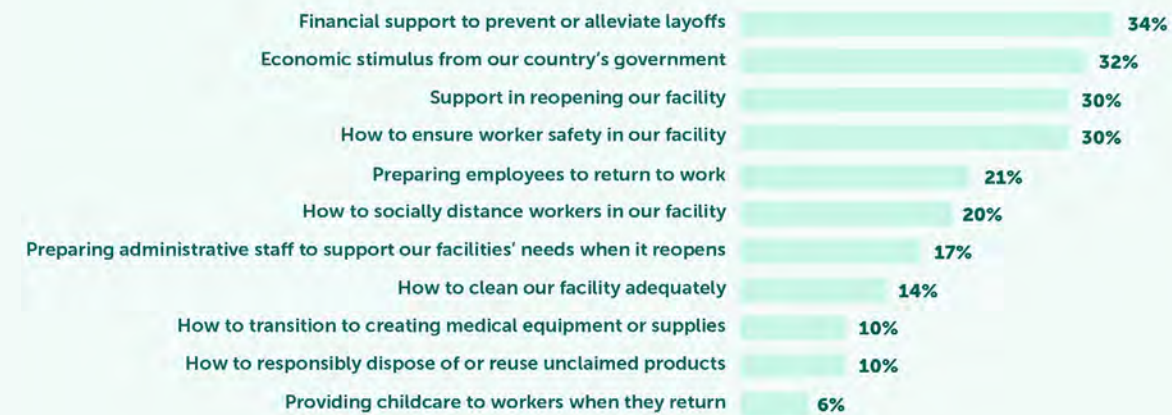 Financial support to prevent or alleviate layoffs 34%
Economic stimulus from our country's government 32%
Support in reopening our facility 30%
How to ensure worker safety in our facility 30%
Preparing employees to return to work 21%
How to socially distance workers in our facility 20%
Preparing administrative staff to support our facilities' needs when it reopens 17%
How to clean our facility adequately 14%
How to transition to creating medical equipment or supplies 10%
How to responsibly dispose of or reuse unclaimed products 10%
Providing childcare to workers when they return 6%